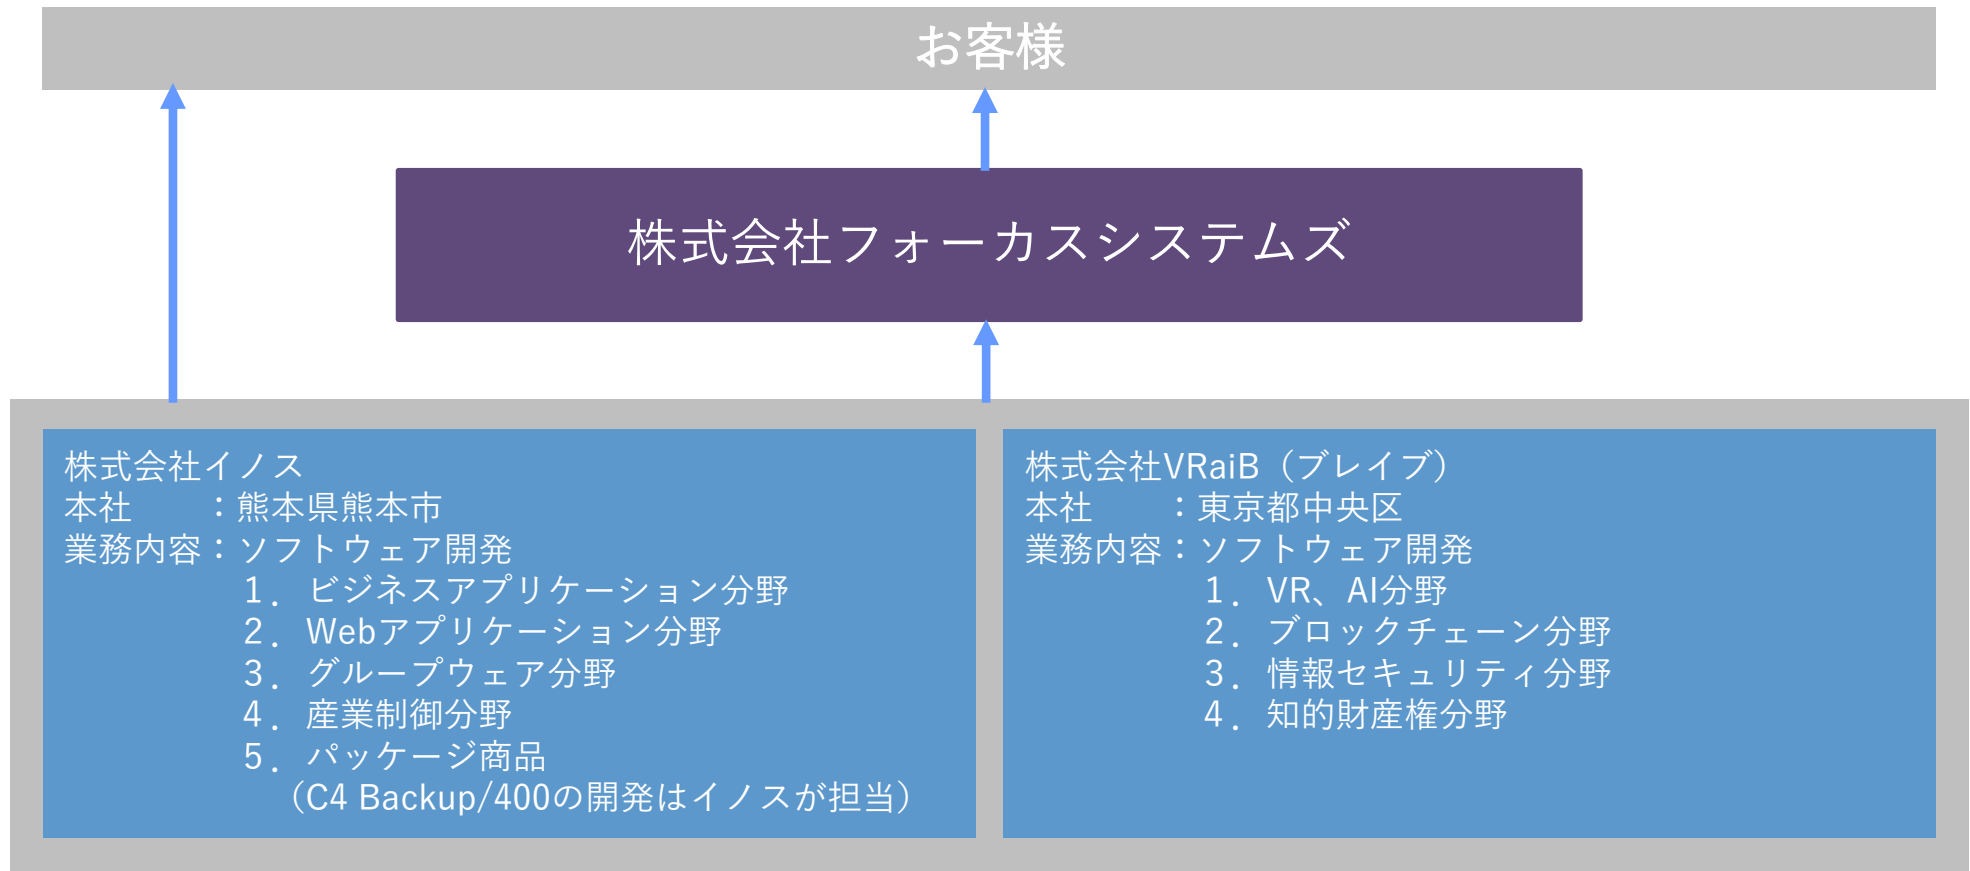 お客様
株式会社フォーカスシステムズ
株式会社イノス
本社　　：熊本県熊本市
業務内容：ソフトウェア開発
１．ビジネスアプリケーション分野
２．Webアプリケーション分野
３．グループウェア分野
４．産業制御分野
５．パッケージ商品
（C4 Backup/400の開発はイノスが担当）
株式会社VRaiB（ブレイブ）
本社　　：東京都中央区
業務内容：ソフトウェア開発
１．VR、AI分野
２．ブロックチェーン分野
３．情報セキュリティ分野
４．知的財産権分野